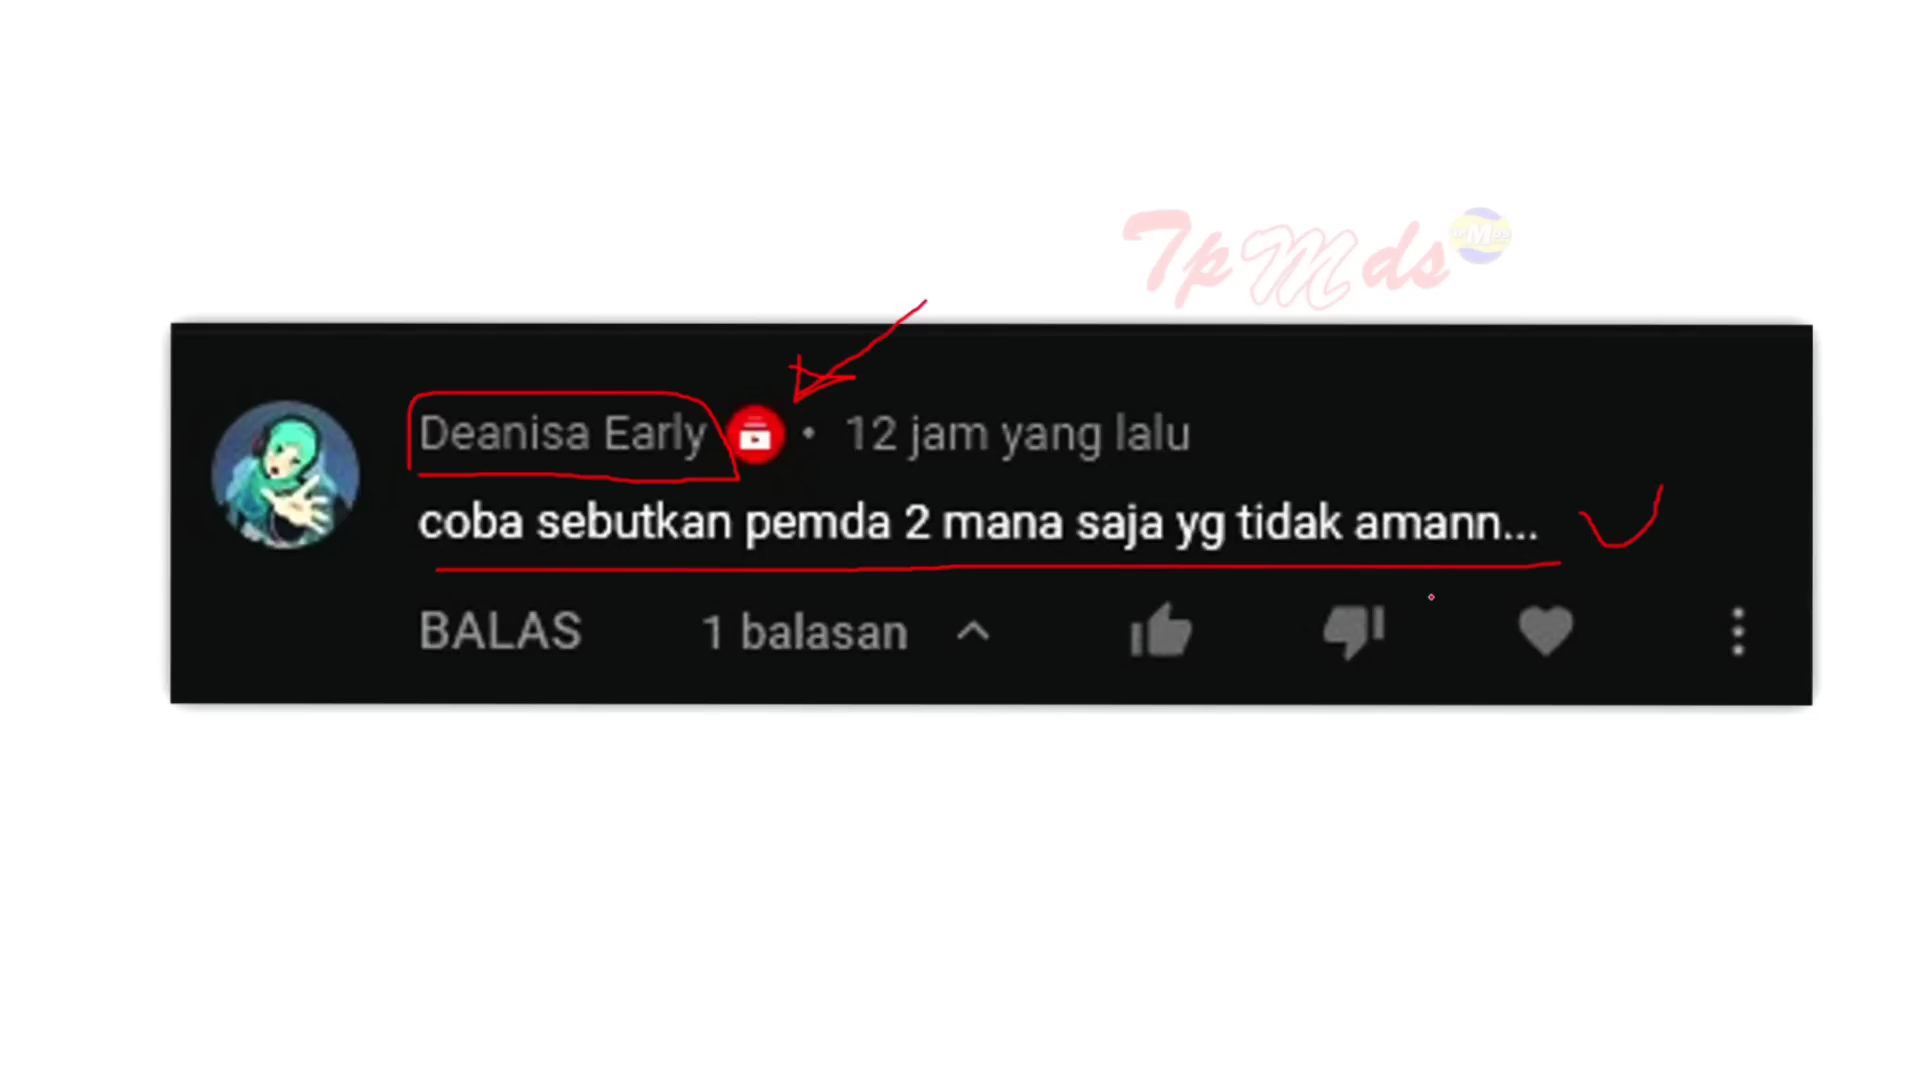 TpMds
Deanisa Early • 12 jam yang lalu
coba sebutkan pemda 2 mana saja yg tidak amann...
BALAS 1 balasan